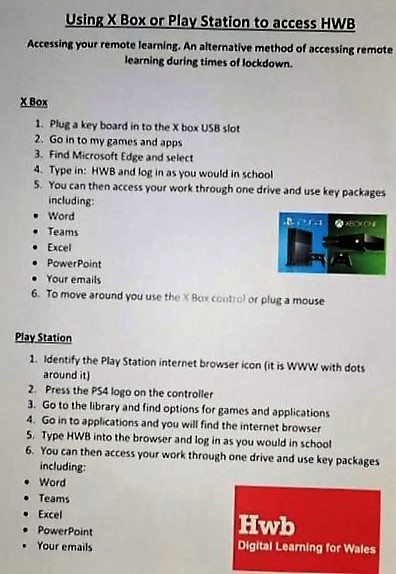 Using X Box or Play Station to access HWB
Accessing your remote learning. An alternative method of accessing remote
learning during times of lockdown.
X Box
1. Plug a key board in to the X box USB slot
2. Go in to my games and apps
3. Find Microsoft Edge and select
4. Type in: HWB and log in as you would in school
5. You can then access your work through one drive and use key packages
including:
• Word
• Teams
• Excel
• PowerPoint
• Your emails
PS4
XBOX ONE
6. To move around you use the X Box control or plug a mouse
Play Station
1. Identify the Play Station internet browser icon (it is WWW with dots
around it)
2. Press the PS4 logo on the controller
3. Go to the library and find options for games and applications
4. Go in to applications and you will find the internet browser
5. Type HWB into the browser and log in as you would in school
6. You can then access your work through one drive and use key packages
including:
• Word
• Teams
• Excel
• PowerPoint
• Your emails
Hwb
Digital Learning for Wales